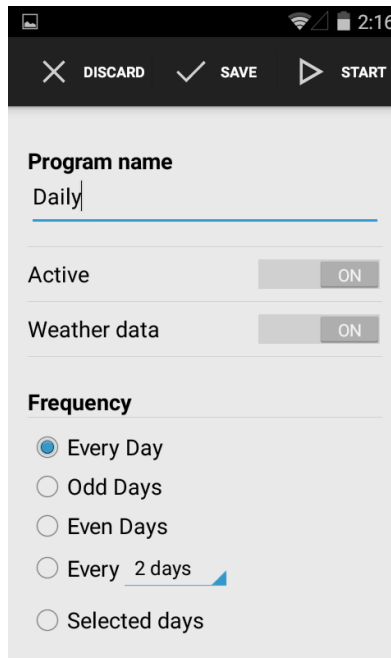 2:16
DISCARD SAVE START
Program name
Daily
Active ON
Weather data ON
Frequency
Every Day
Odd Days
Even Days
Every 2 days
Selected days